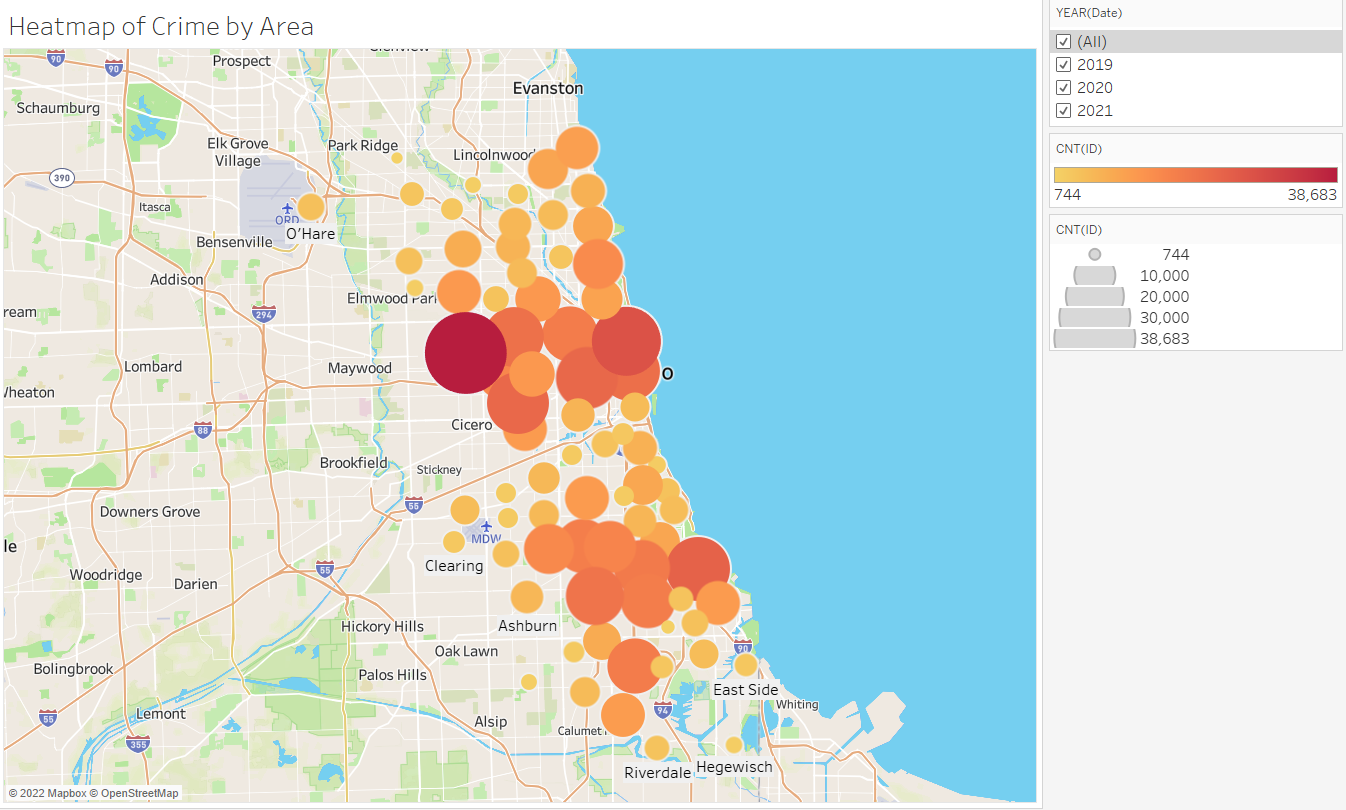 Heatmap of Crime by Area
90
90
Prospect
Evanston
Schaumburg
Elk Grove
Village
Park Ridge
Lincolnwood
390
Itasca
ORD
O'Hare
Bensenville
Addison
Elmwood Par
294
ream
Lombard
Maywood
O
Cicero
88
Brookfield
Stickney
55
Downers Grove
MDW
le
Clearing
55
Woodridge
Darien
Ashburn
Hickory Hills
90
Oak Lawn
Bolingbrook
Palos Hills
East Side
Whiting
55
Lemont
94
Alsip
Calumet
355
Riverdale
Hegewisch
© 2022 Mapbox © OpenStreetMap
YEAR(Date)
(All)
2019
2020
2021
CNT(ID)
744 38,683
CNT(ID)
744
10,000
20,000
30,000
38,683